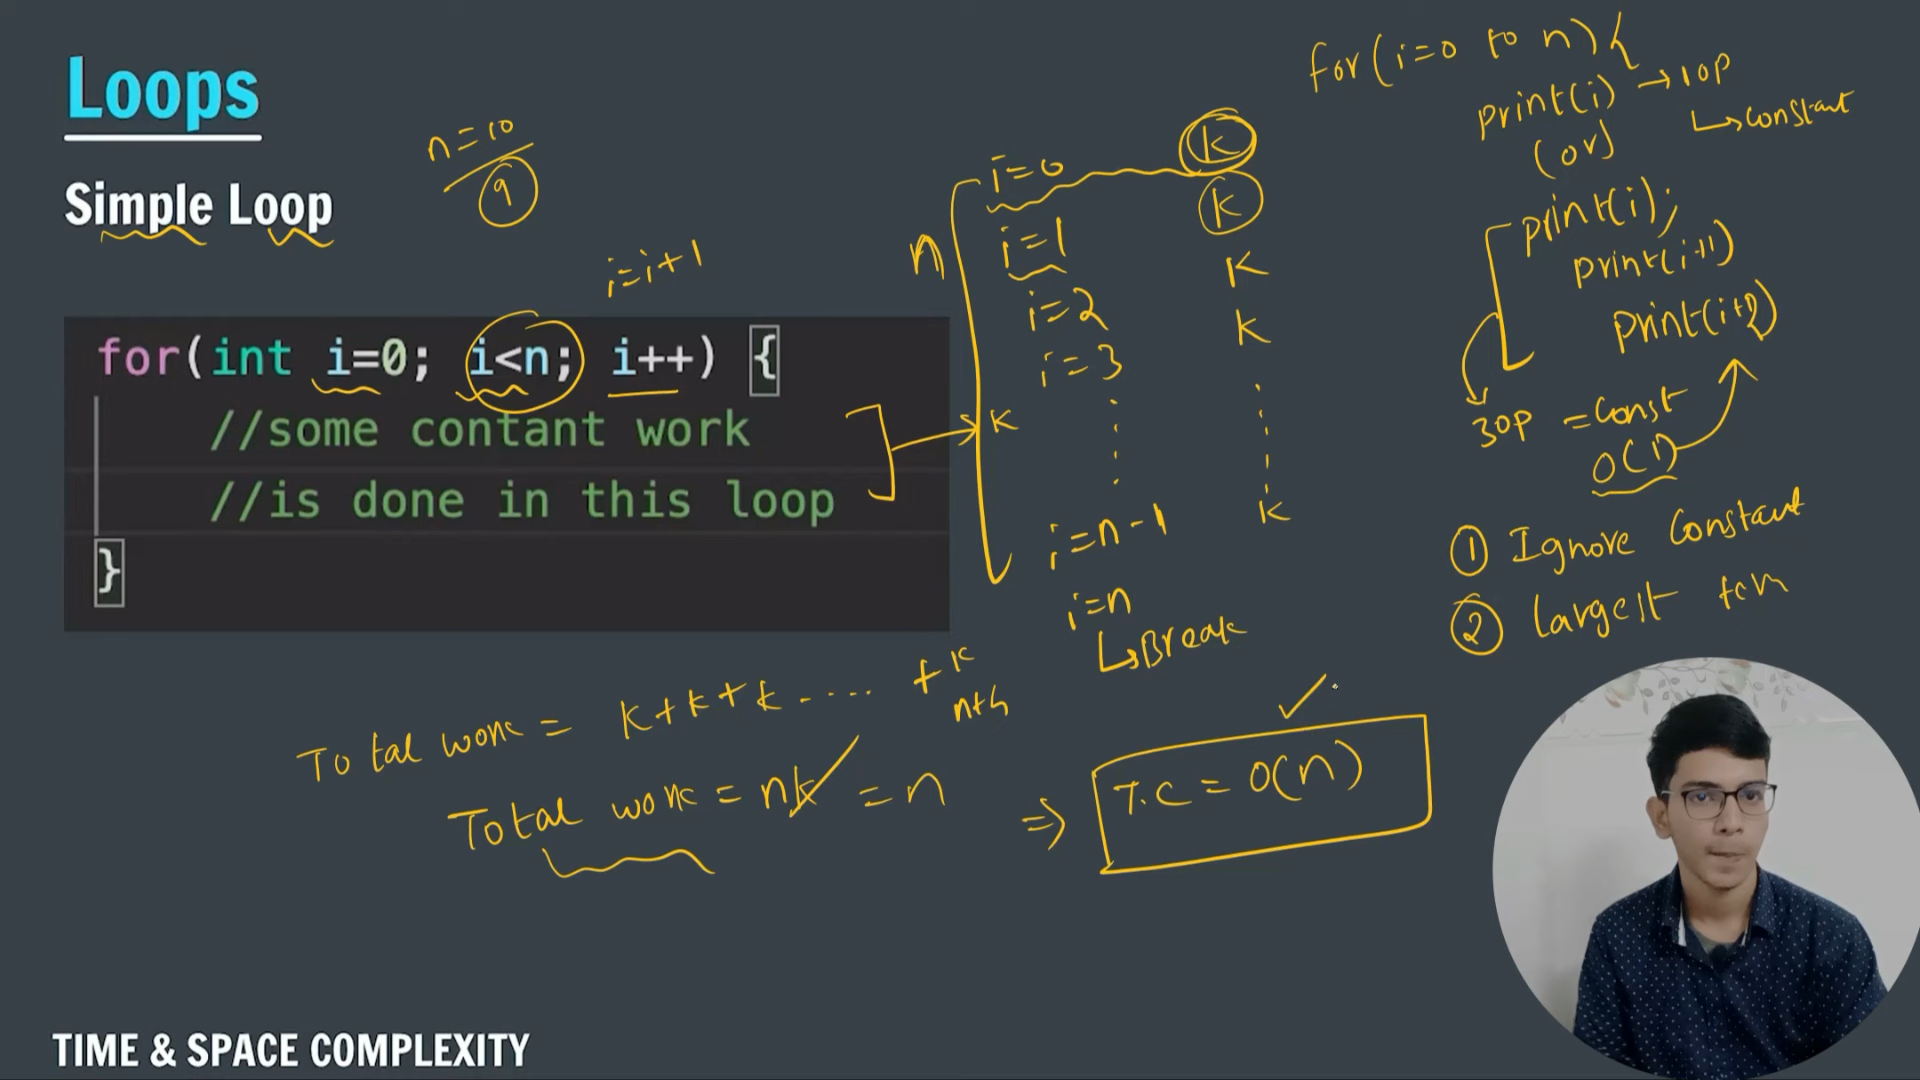 Loops
Simple Loop
n=10
9
i=i+1
for(int i=0; i<n; i++) {
//some contant work
//is done in this loop
}
k
n
i=0 k
i=1 k
i=2 k
i=3 k
i=n-1 k
i=n
Break
for(i=0 to n){
print(i) → 1op
constant
(or)
print(i);
print(i+1)
print(i+2)
3op = const
O(1)
① Ignore Constant
② largest term
Total work = k+k+k ---- + k
nth
Total work = nk = n
⇒ T.C = O(n)
TIME & SPACE COMPLEXITY